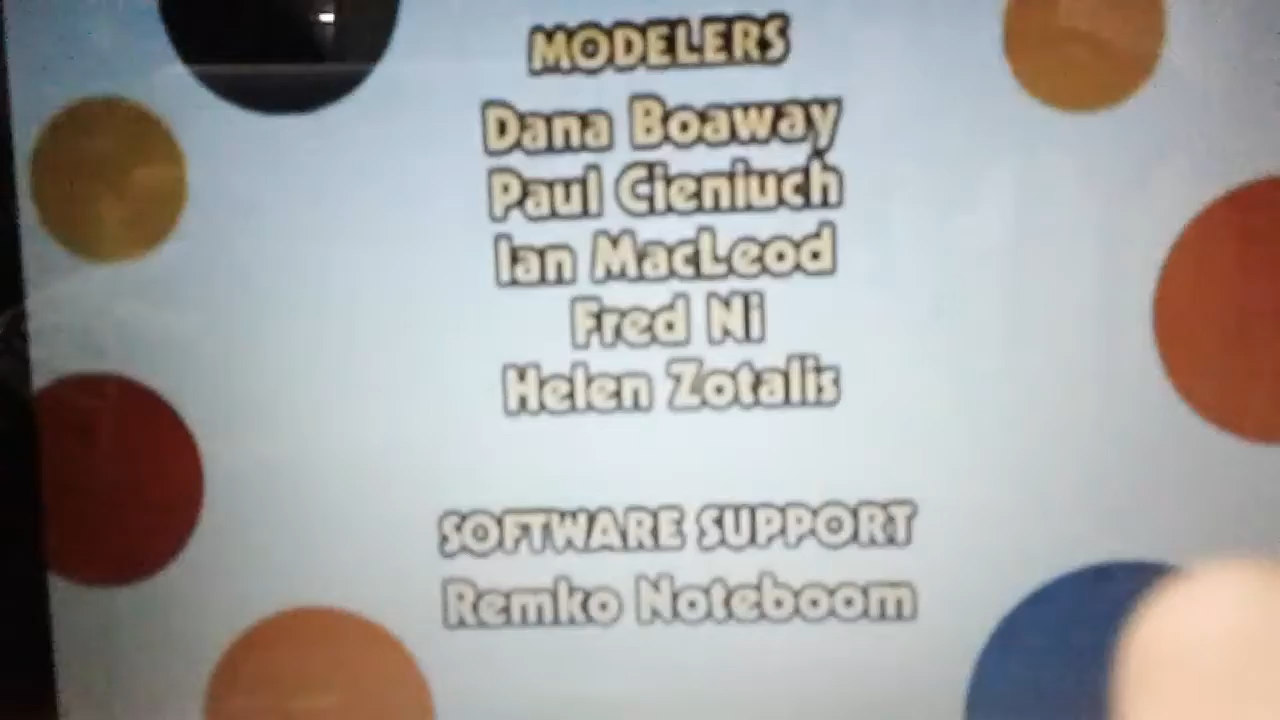 MODELERS
Dana Boaway
Paul Cieniuch
Ian MacLeod
Fred Ni
Helen Zotalis
SOFTWARE SUPPORT
Remko Noteboom